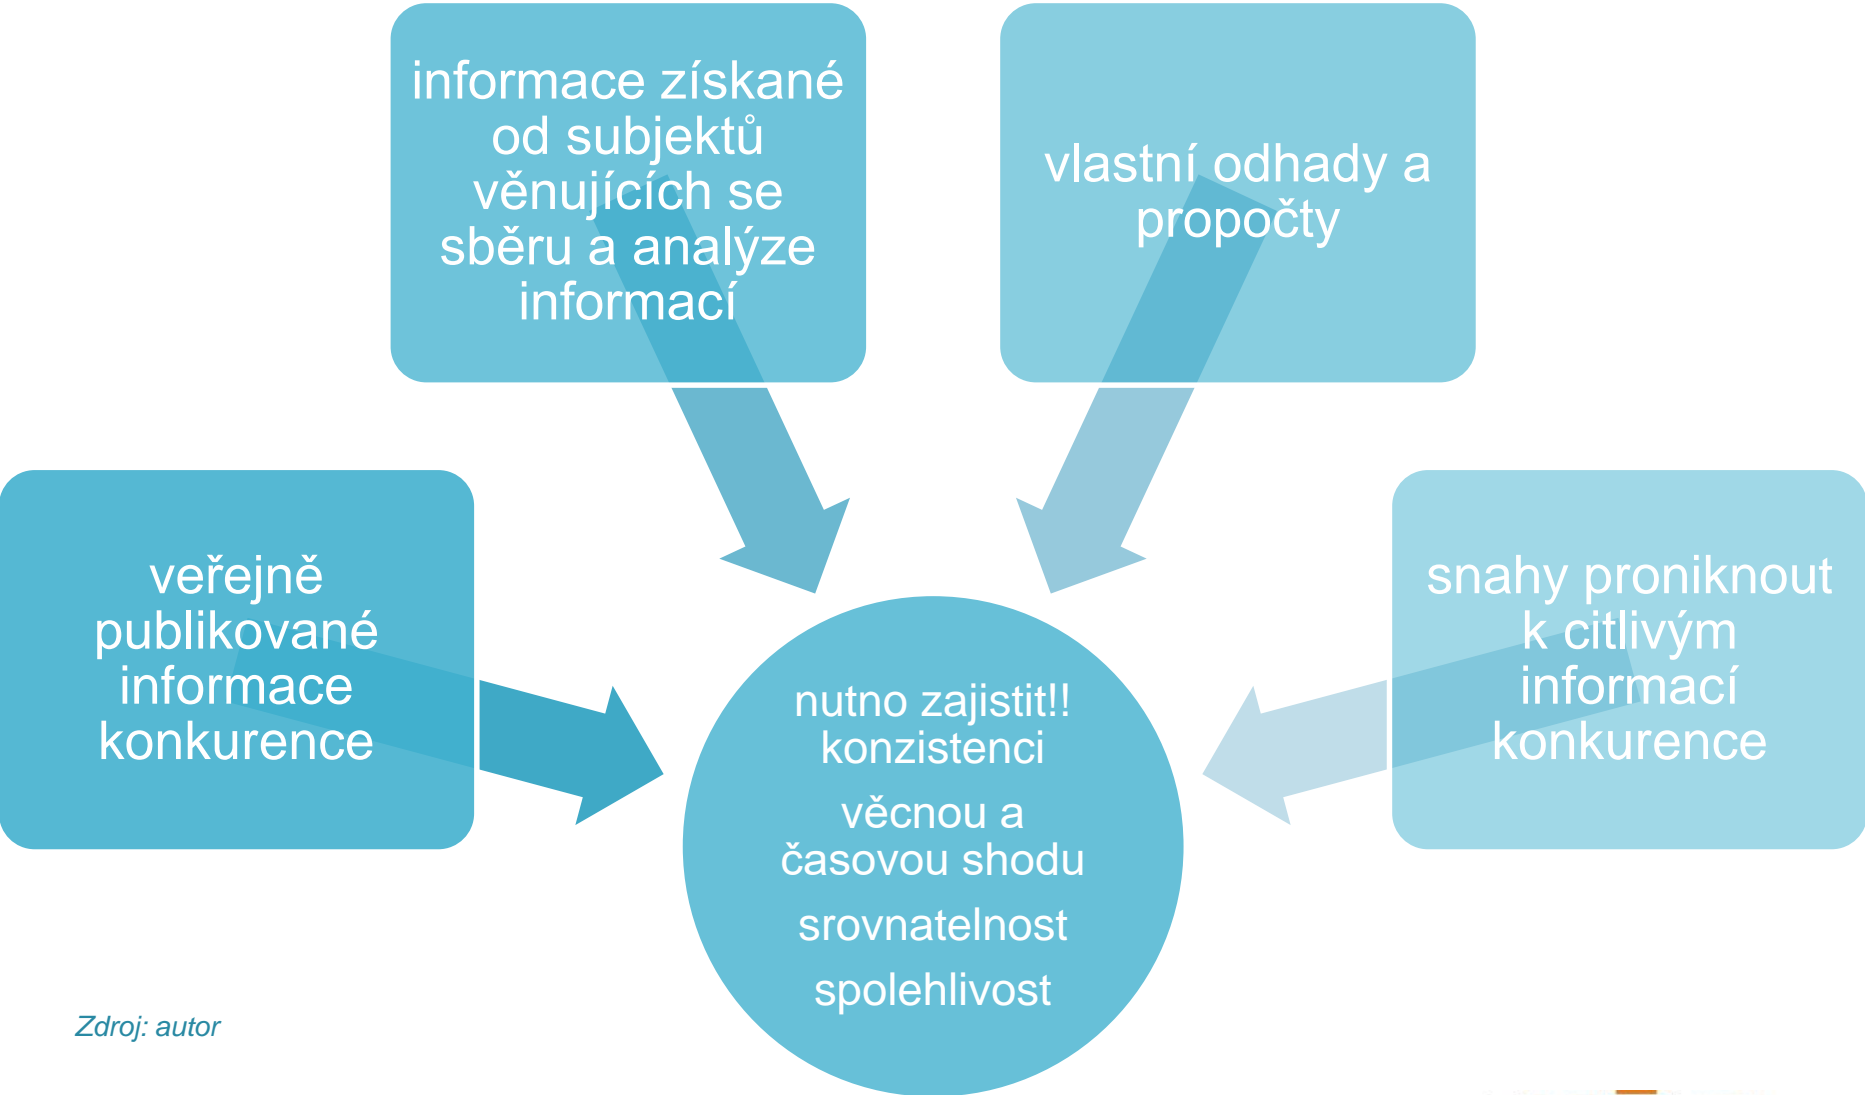 informace získané
od subjektů
věnujících se
sběru a analýze
informací
vlastní odhady a
propočty
veřejně
publikované
informace
konkurence
snahy proniknout
k citlivým
informací
konkurence
nutno zajistit!!
konzistenci
věcnou a
časovou shodu
srovnatelnost
spolehlivost
Zdroj: autor